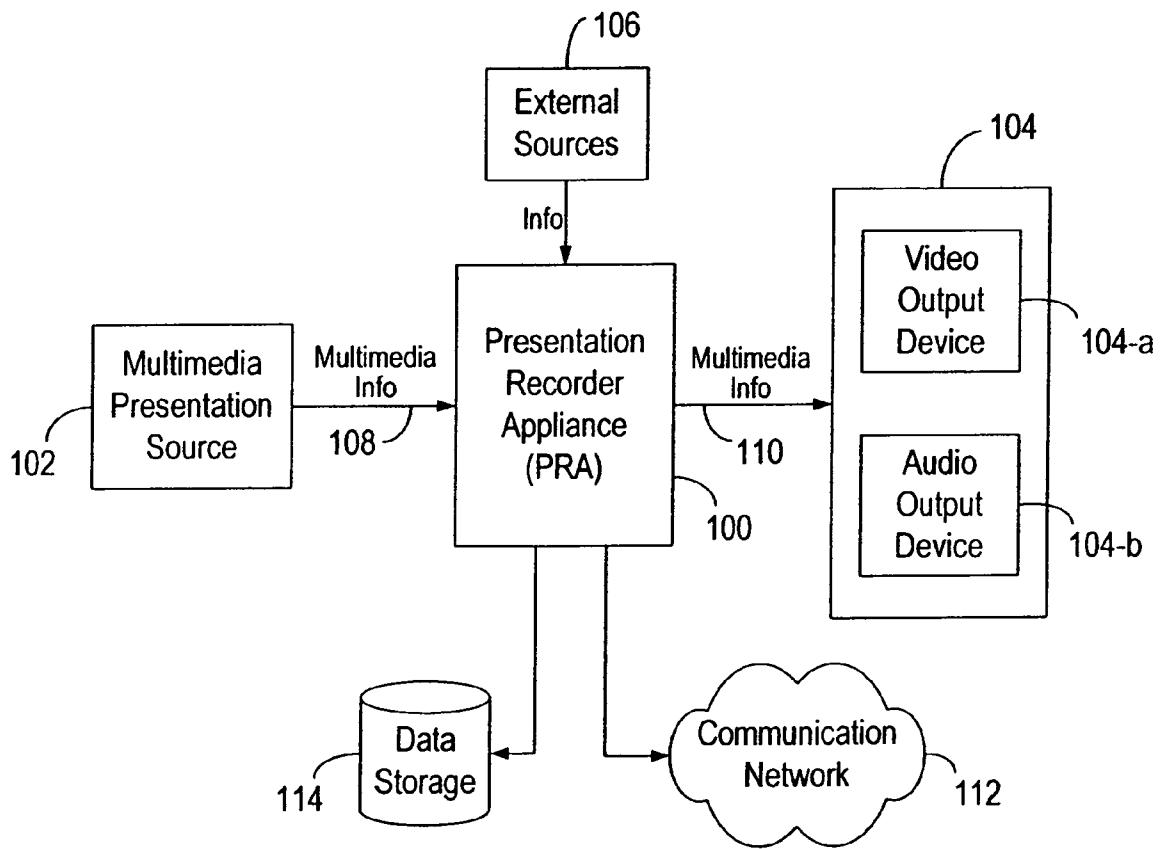 106
External
Sources
Info
104
Video
Output
Device
104-a
Multimedia
Presentation
Source
102
Multimedia
Info
108
Presentation
Recorder
Appliance
(PRA)
100
Multimedia
Info
110
Audio
Output
Device
104-b
Data
Storage
114
Communication
Network
112